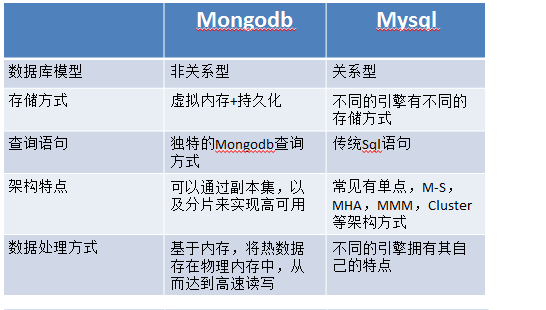 Mongodb Mysql
数据库模型 非关系型 关系型
存储方式 虚拟内存+持久化 不同的引擎有不同的
存储方式
查询语句 独特的Mongodb查询 传统Sql语句
方式
架构特点 可以通过副本集，以 常见有单点，M-S，
及分片来实现高可用 MHA，MMM，Cluster
等架构方式
数据处理方式 基于内存，将热数据 不同的引擎拥有其自
存在物理内存中，从 己的特点
而达到高速读写